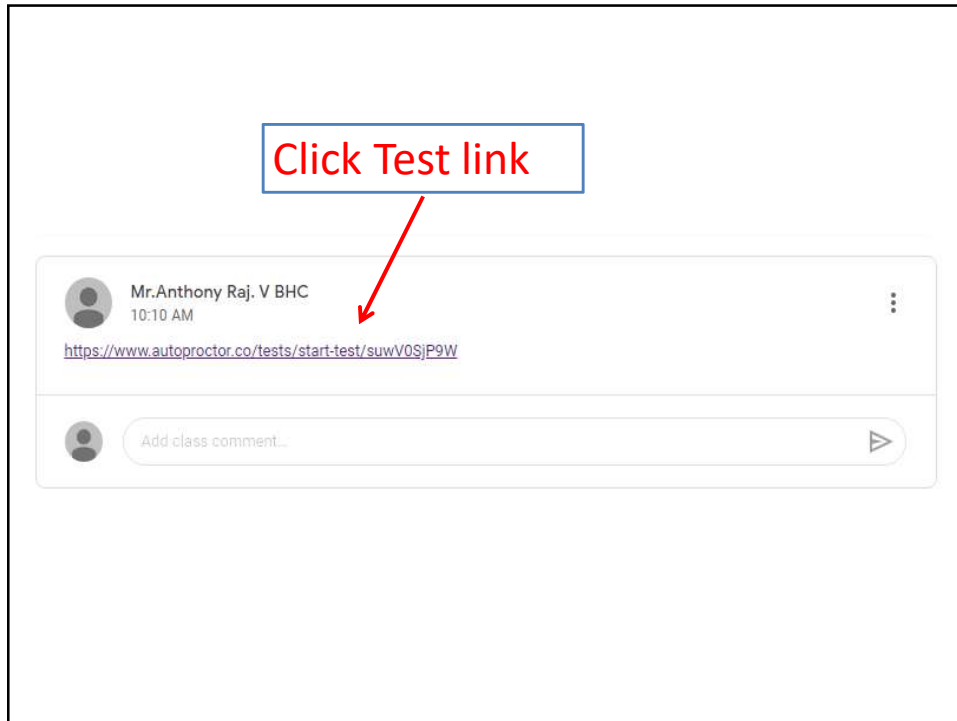 Click Test link
Mr.Anthony Raj. V BHC
10:10 AM
https://www.autoproctor.co/tests/start-test/suwV0SjP9W
Add class comment...